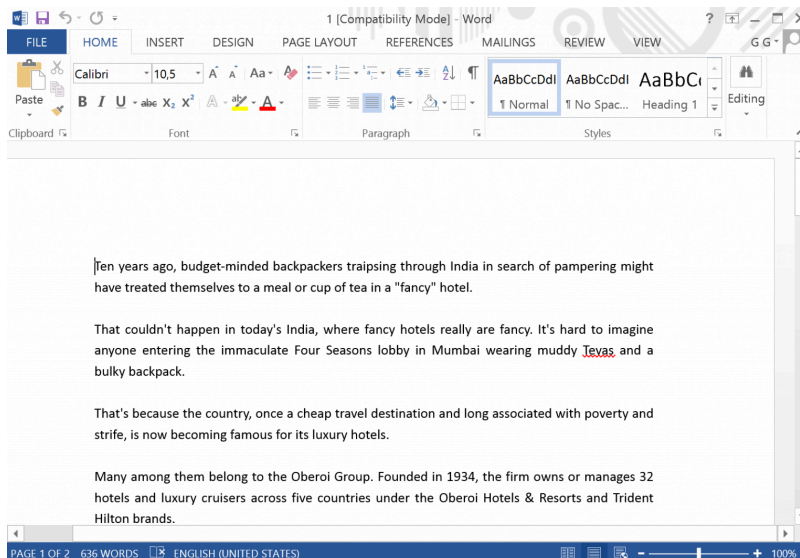 1 [Compatibility Mode] - Word
FILE HOME INSERT DESIGN PAGE LAYOUT REFERENCES MAILINGS REVIEW VIEW G G
Calibri 10,5 Aa
AaBbCcDdI AaBbCcDdI AaBbC
Paste B I U abc X₂ X² A aby A ¶ Normal ¶ No Spac... Heading 1 Editing
Clipboard Font Paragraph Styles
Ten years ago, budget-minded backpackers traipsing through India in search of pampering might
have treated themselves to a meal or cup of tea in a "fancy" hotel.
That couldn't happen in today's India, where fancy hotels really are fancy. It's hard to imagine
anyone entering the immaculate Four Seasons lobby in Mumbai wearing muddy Tevas and a
bulky backpack.
That's because the country, once a cheap travel destination and long associated with poverty and
strife, is now becoming famous for its luxury hotels.
Many among them belong to the Oberoi Group. Founded in 1934, the firm owns or manages 32
hotels and luxury cruisers across five countries under the Oberoi Hotels & Resorts and Trident
Hilton brands.
PAGE 1 OF 2 636 WORDS ENGLISH (UNITED STATES) 100%